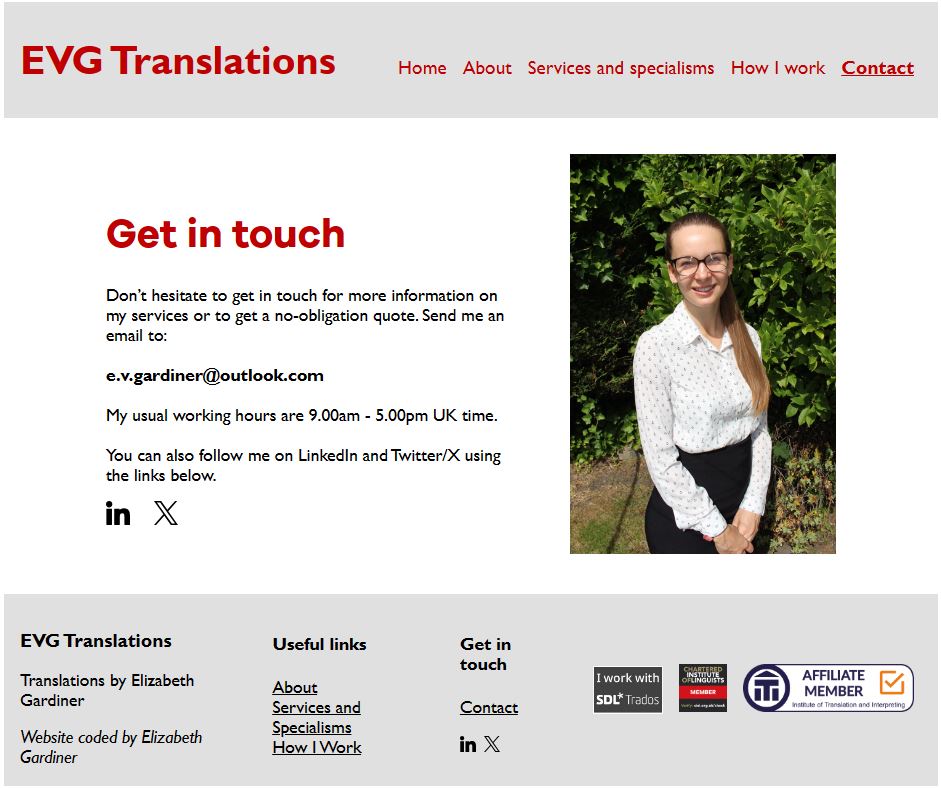 EVG Translations
Home About Services and specialisms How I work Contact
Get in touch
Don't hesitate to get in touch for more information on
my services or to get a no-obligation quote. Send me an
email to:
e.v.gardiner@outlook.com
My usual working hours are 9.00am - 5.00pm UK time.
You can also follow me on LinkedIn and Twitter/X using
the links below.
in X
EVG Translations
Translations by Elizabeth
Gardiner
Website coded by Elizabeth
Gardiner
Useful links
About
Services and
Specialisms
How I Work
Get in
touch
Contact
in X
I work with
SDL* Trados
CHARTERED
INSTITUTE
OF LINGUISTS
MEMBER
ITI
AFFILIATE
MEMBER
Institute of Translation and Interpreting